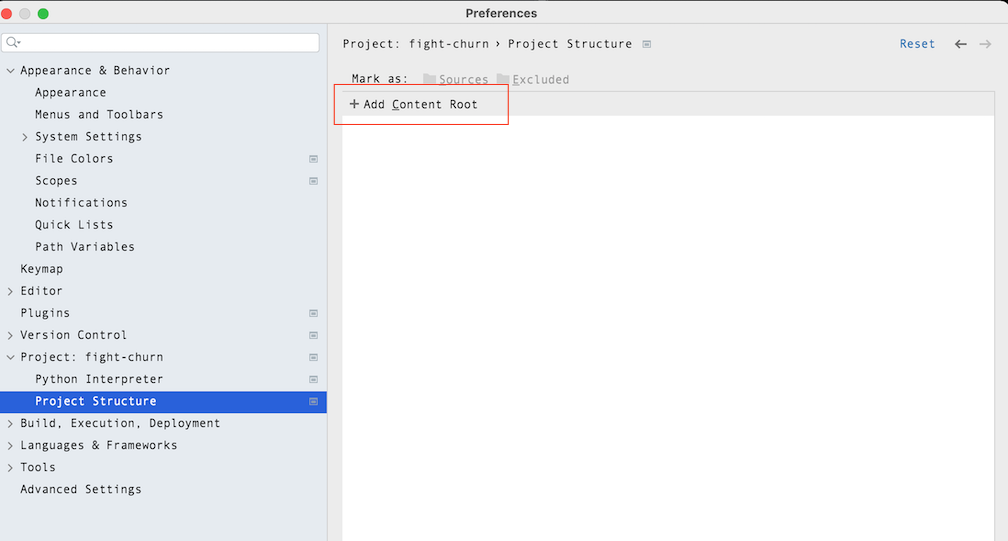 Preferences
Project: fight-churn › Project Structure
Reset
Mark as: Sources Excluded
+ Add Content Root
Appearance & Behavior
Appearance
Menus and Toolbars
System Settings
File Colors
Scopes
Notifications
Quick Lists
Path Variables
Keymap
Editor
Plugins
Version Control
Project: fight-churn
Python Interpreter
Project Structure
Build, Execution, Deployment
Languages & Frameworks
Tools
Advanced Settings